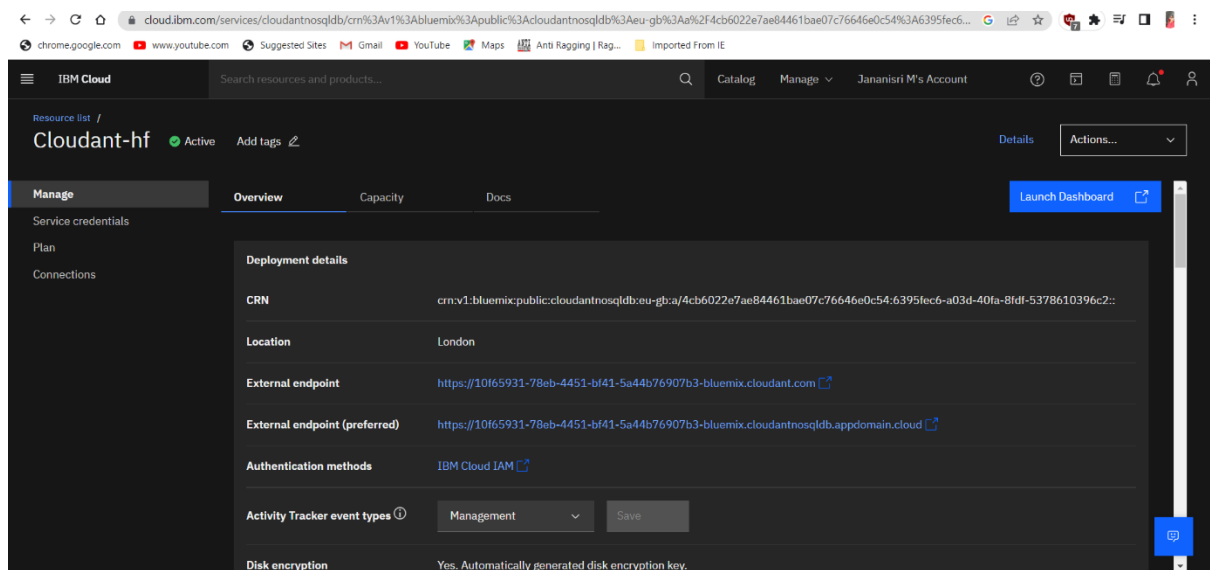 cloud.ibm.com/services/cloudantnosqldb/crn%3Av1%3Abluemix%3Apublic%3Acloudantnosqldb%3Aeu-gb%3Aa%2F4cb6022e7ae84461bae07c76646e0c54%3A6395fec6...
chrome.google.com www.youtube.com Suggested Sites Gmail YouTube Maps Anti Ragging | Rag... Imported From IE
IBM Cloud Search resources and products... Catalog Manage Jananisri M's Account
Resource list /
Cloudant-hf Active Add tags Details Actions...
Manage
Service credentials
Plan
Connections
Overview Capacity Docs Launch Dashboard
Deployment details
CRN crn:v1:bluemix:public:cloudantnosqldb:eu-gb:a/4cb6022e7ae84461bae07c76646e0c54:6395fec6-a03d-40fa-8fdf-5378610396c2::
Location London
External endpoint https://10f65931-78eb-4451-bf41-5a44b76907b3-bluemix.cloudant.com
External endpoint (preferred) https://10f65931-78eb-4451-bf41-5a44b76907b3-bluemix.cloudantnosqldb.appdomain.cloud
Authentication methods IBM Cloud IAM
Activity Tracker event types Management Save
Disk encryption Yes. Automatically generated disk encryption key.